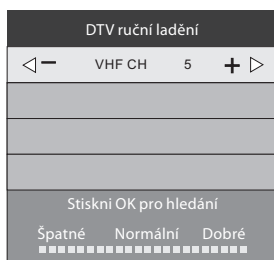 DTV ruční ladění
− VHF CH 5 +
Stiskni OK pro hledání
Špatné Normální Dobré